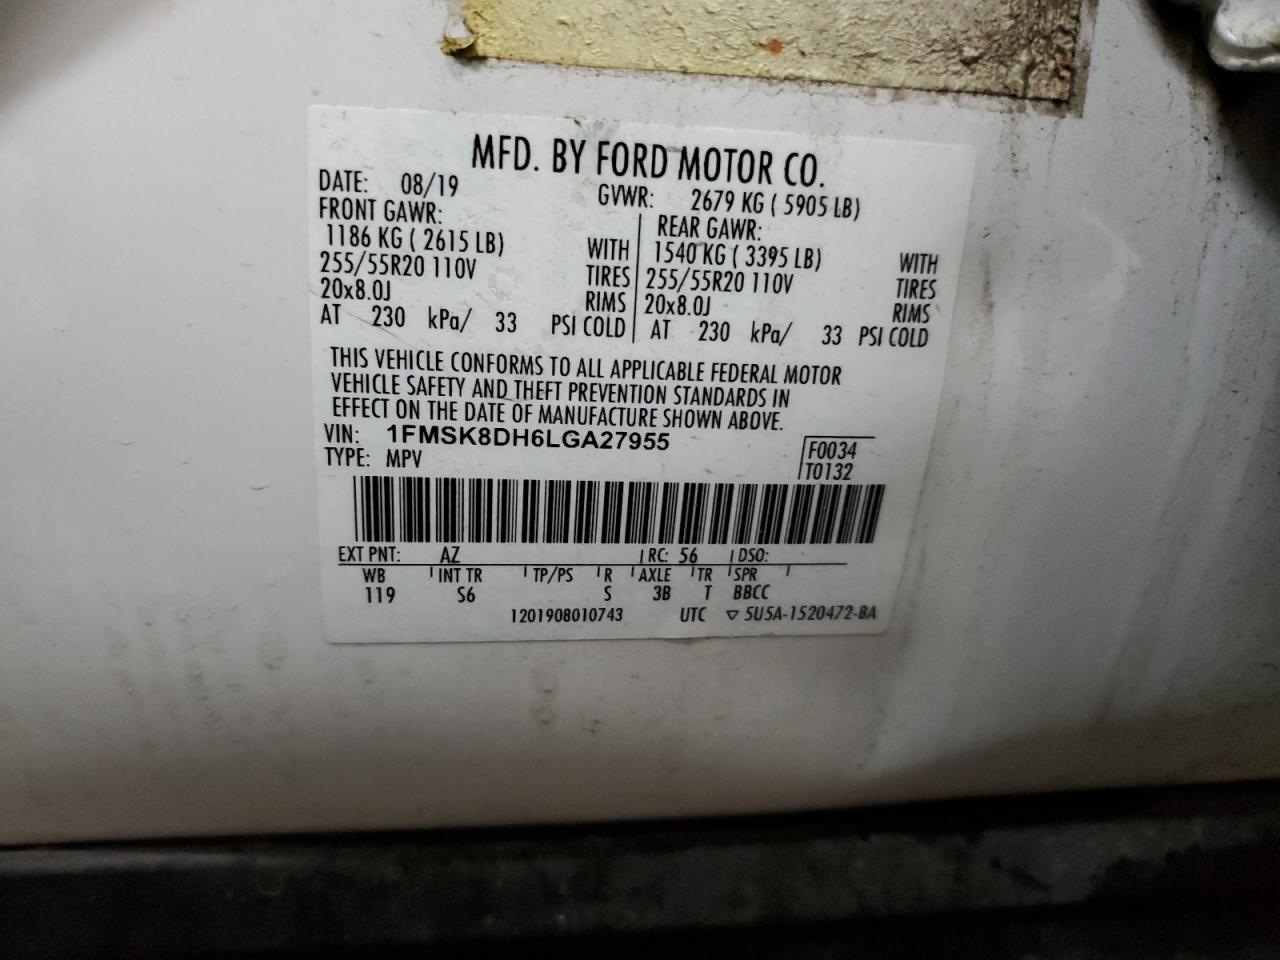 MFD. BY FORD MOTOR CO.
DATE: 08/19 GVWR: 2679 KG ( 5905 LB)
FRONT GAWR: REAR GAWR:
1186 KG ( 2615 LB) WITH 1540 KG ( 3395 LB) WITH
255/55R20 110V TIRES 255/55R20 110V TIRES
20x8.0J RIMS 20x8.0J RIMS
AT 230 kPa/ 33 PSI COLD AT 230 kPa/ 33 PSI COLD
THIS VEHICLE CONFORMS TO ALL APPLICABLE FEDERAL MOTOR
VEHICLE SAFETY AND THEFT PREVENTION STANDARDS IN
EFFECT ON THE DATE OF MANUFACTURE SHOWN ABOVE.
VIN: 1FMSK8DH6LGA27955 F0034
TYPE: MPV T0132
EXT PNT: AZ RC: 56 DSO:
WB INT TR TP/PS R AXLE TR SPR
119 S6 S 3B T BBCC
1201908010743 UTC ▽ 5U5A-1520472-BA